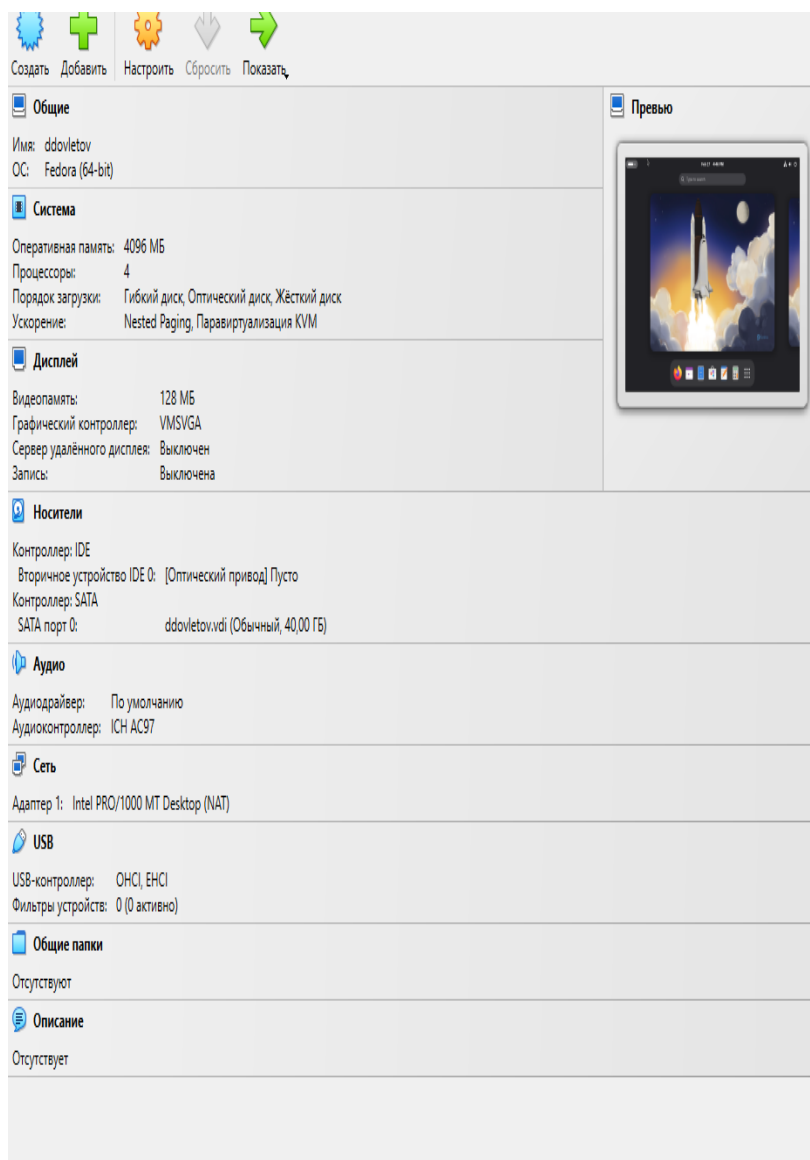 Создать Добавить Настроить Сбросить Показать
Общие
Имя: ddovletov
ОС: Fedora (64-bit)
Превью
Система
Оперативная память: 4096 МБ
Процессоры: 4
Порядок загрузки: Гибкий диск, Оптический диск, Жёсткий диск
Ускорение: Nested Paging, Паравиртуализация KVM
Дисплей
Видеопамять: 128 МБ
Графический контроллер: VMSVGA
Сервер удалённого дисплея: Выключен
Запись: Выключена
Носители
Контроллер: IDE
Вторичное устройство IDE 0: [Оптический привод] Пусто
Контроллер: SATA
SATA порт 0: ddovletov.vdi (Обычный, 40,00 ГБ)
Аудио
Аудиодрайвер: По умолчанию
Аудиоконтроллер: ICH AC97
Сеть
Адаптер 1: Intel PRO/1000 MT Desktop (NAT)
USB
USB-контроллер: OHCI, EHCI
Фильтры устройств: 0 (0 активно)
Общие папки
Отсутствуют
Описание
Отсутствует